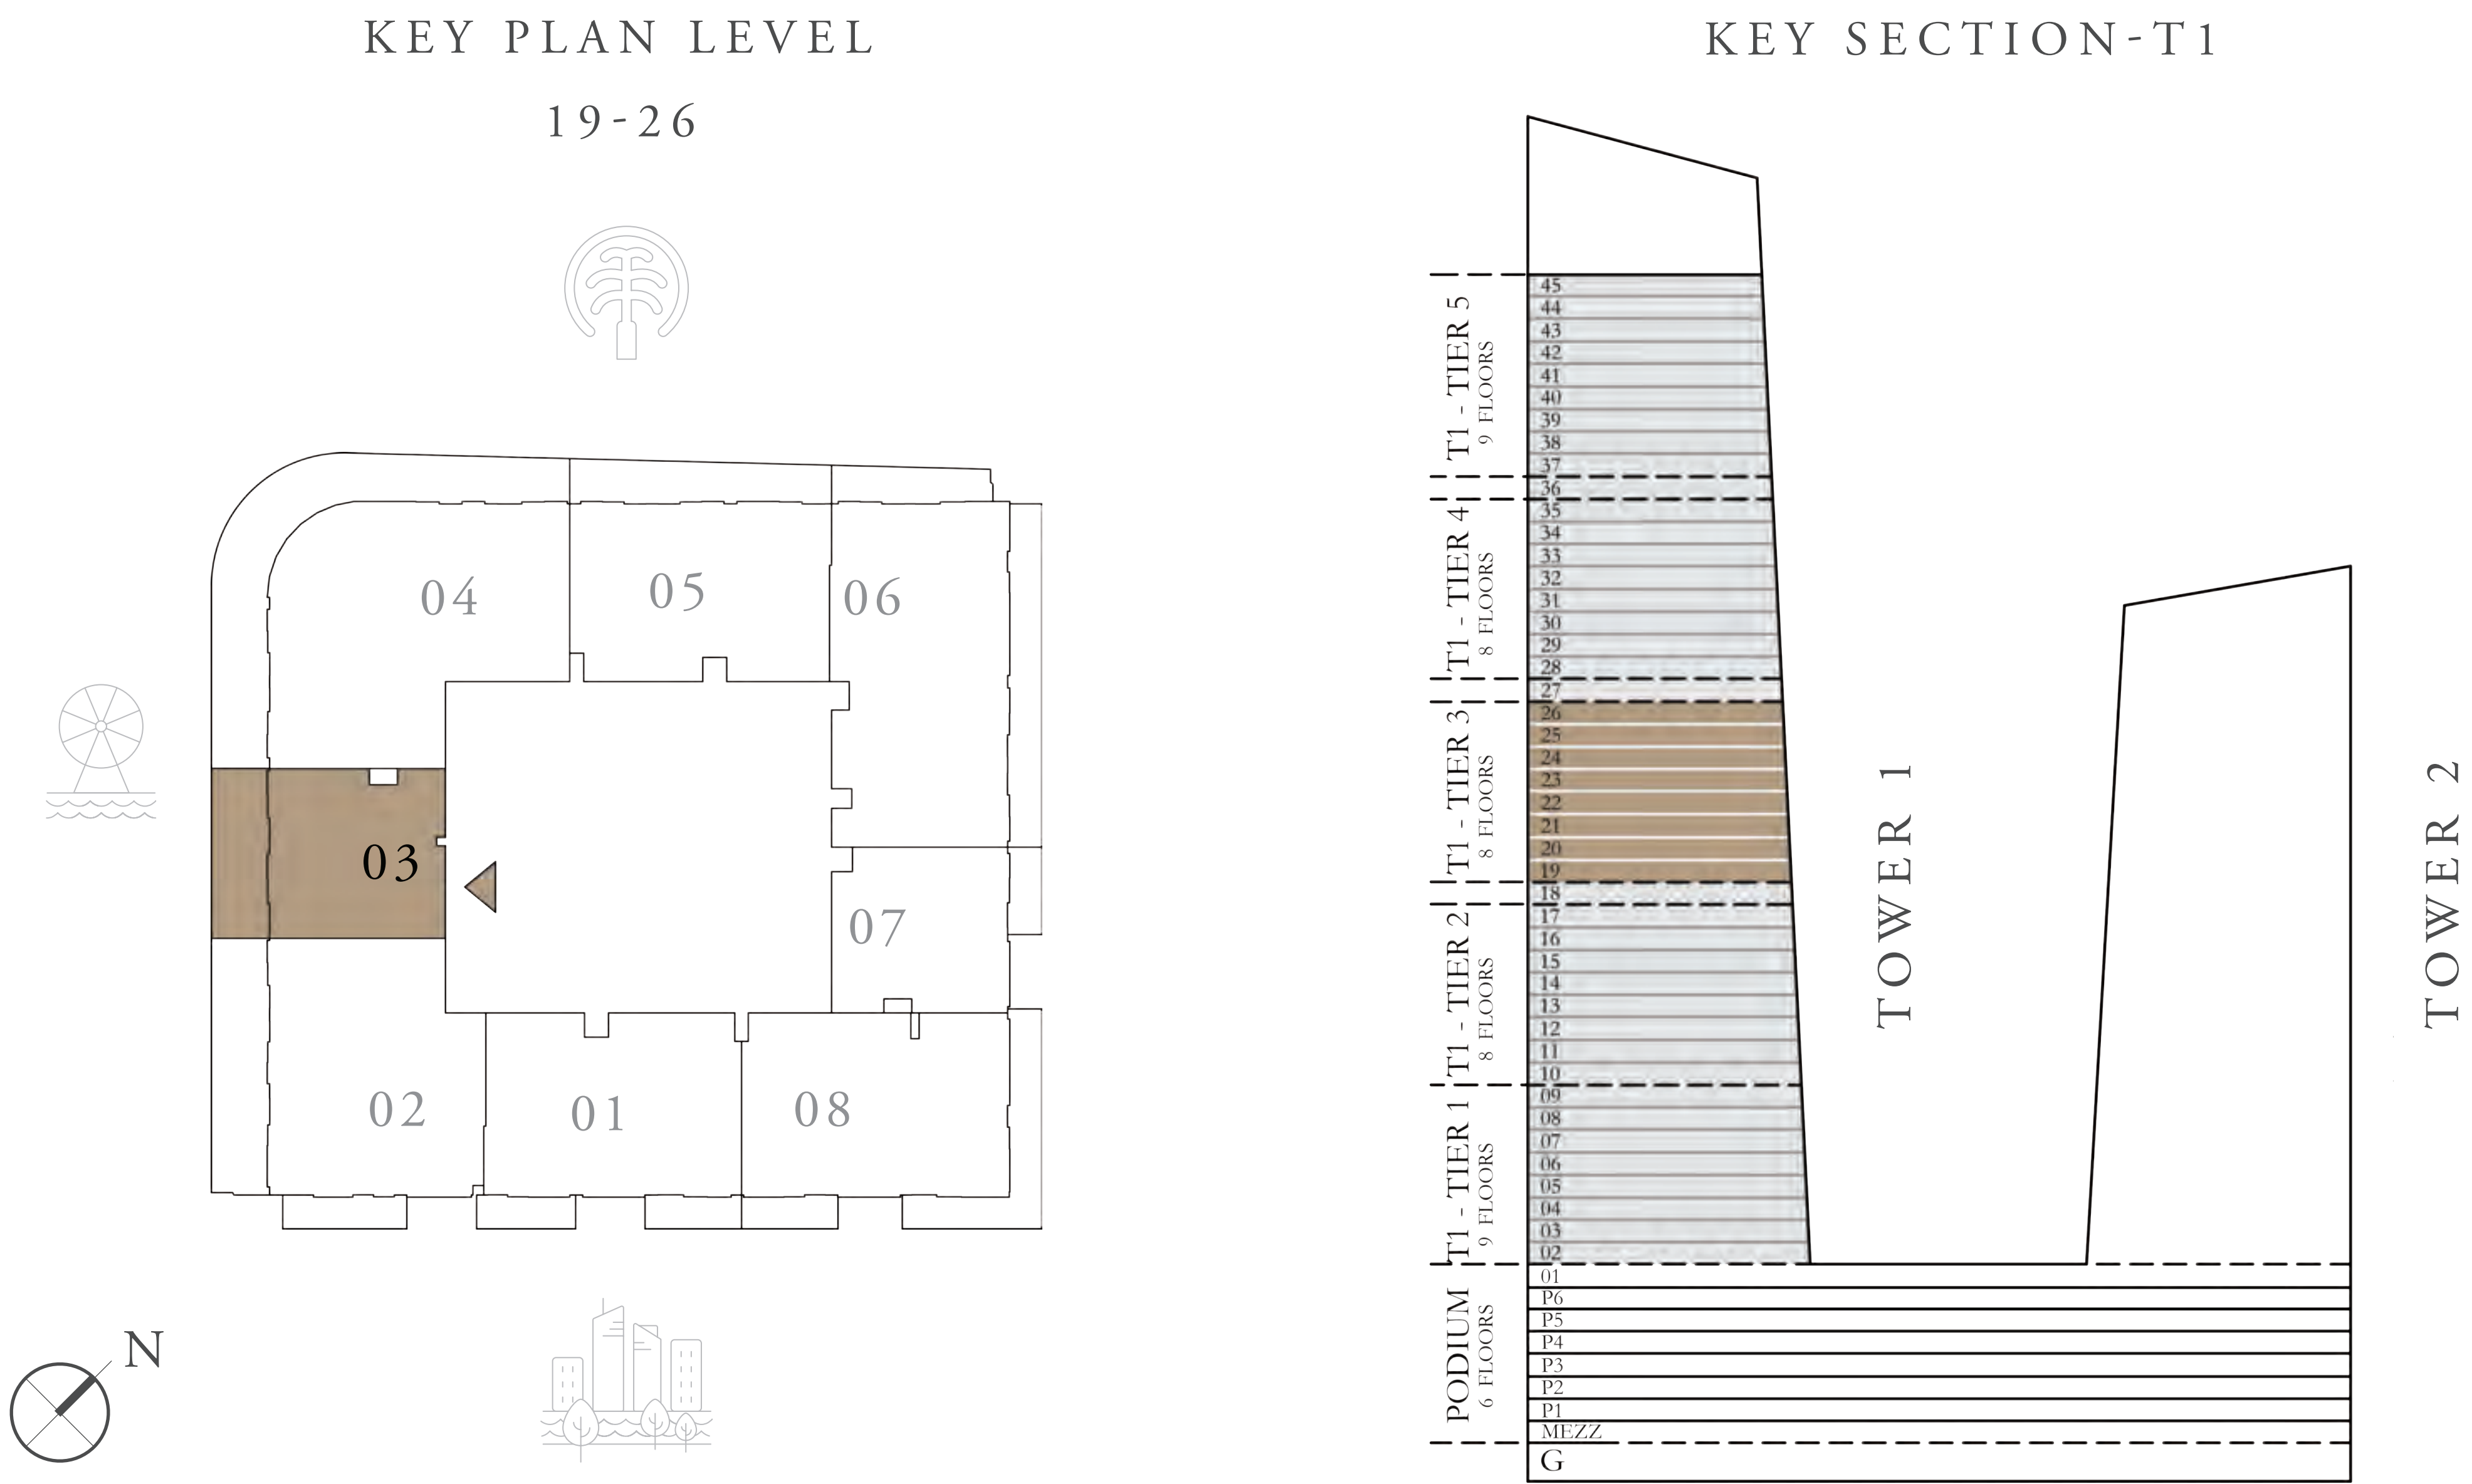 KEY PLAN LEVEL
19-26
04
05
06
03
07
02
01
08
N
KEY SECTION-T1
T1 - TIER 5
9 FLOORS
45
44
43
42
41
40
39
38
37
36
T1 - TIER 4
8 FLOORS
35
34
33
32
31
30
29
28
27
T1 - TIER 3
8 FLOORS
26
25
24
23
22
21
20
19
18
T1 - TIER 2
8 FLOORS
17
16
15
14
13
12
11
10
T1 - TIER 1
9 FLOORS
09
08
07
06
05
04
03
02
PODIUM
6 FLOORS
01
P6
P5
P4
P3
P2
P1
MEZZ
G
TOWER 1
TOWER 2